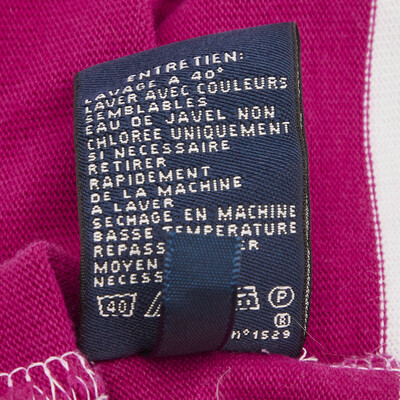 ENTRETIEN:
LAVAGE A 40°
LAVER AVEC COULEURS
SEMBLABLES
EAU DE JAVEL NON
CHLOREE UNIQUEMENT
SI NECESSAIRE
RETIRER
RAPIDEMENT
DE LA MACHINE
A LAVER
SECHAGE EN MACHINE
BASSE TEMPERATURE
MOYEN
40 P
R
n°1529